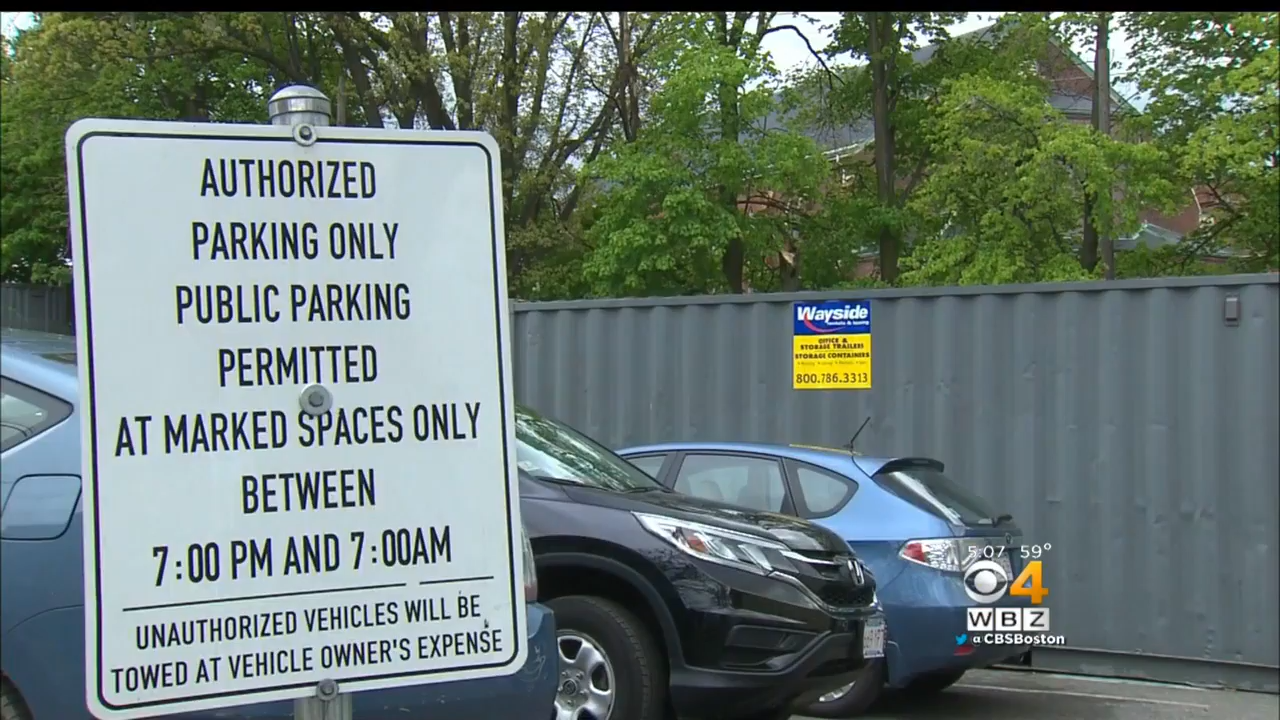 AUTHORIZED
PARKING ONLY
PUBLIC PARKING
PERMITTED
AT MARKED SPACES ONLY
BETWEEN
7:00 PM AND 7:00AM
UNAUTHORIZED VEHICLES WILL BE
TOWED AT VEHICLE OWNER'S EXPENSE
Wayside
OFFICE &
STORAGE TRAILERS
STORAGE CONTAINERS
800.786.3313
5:07 59°
4
WBZ
@CBSBoston